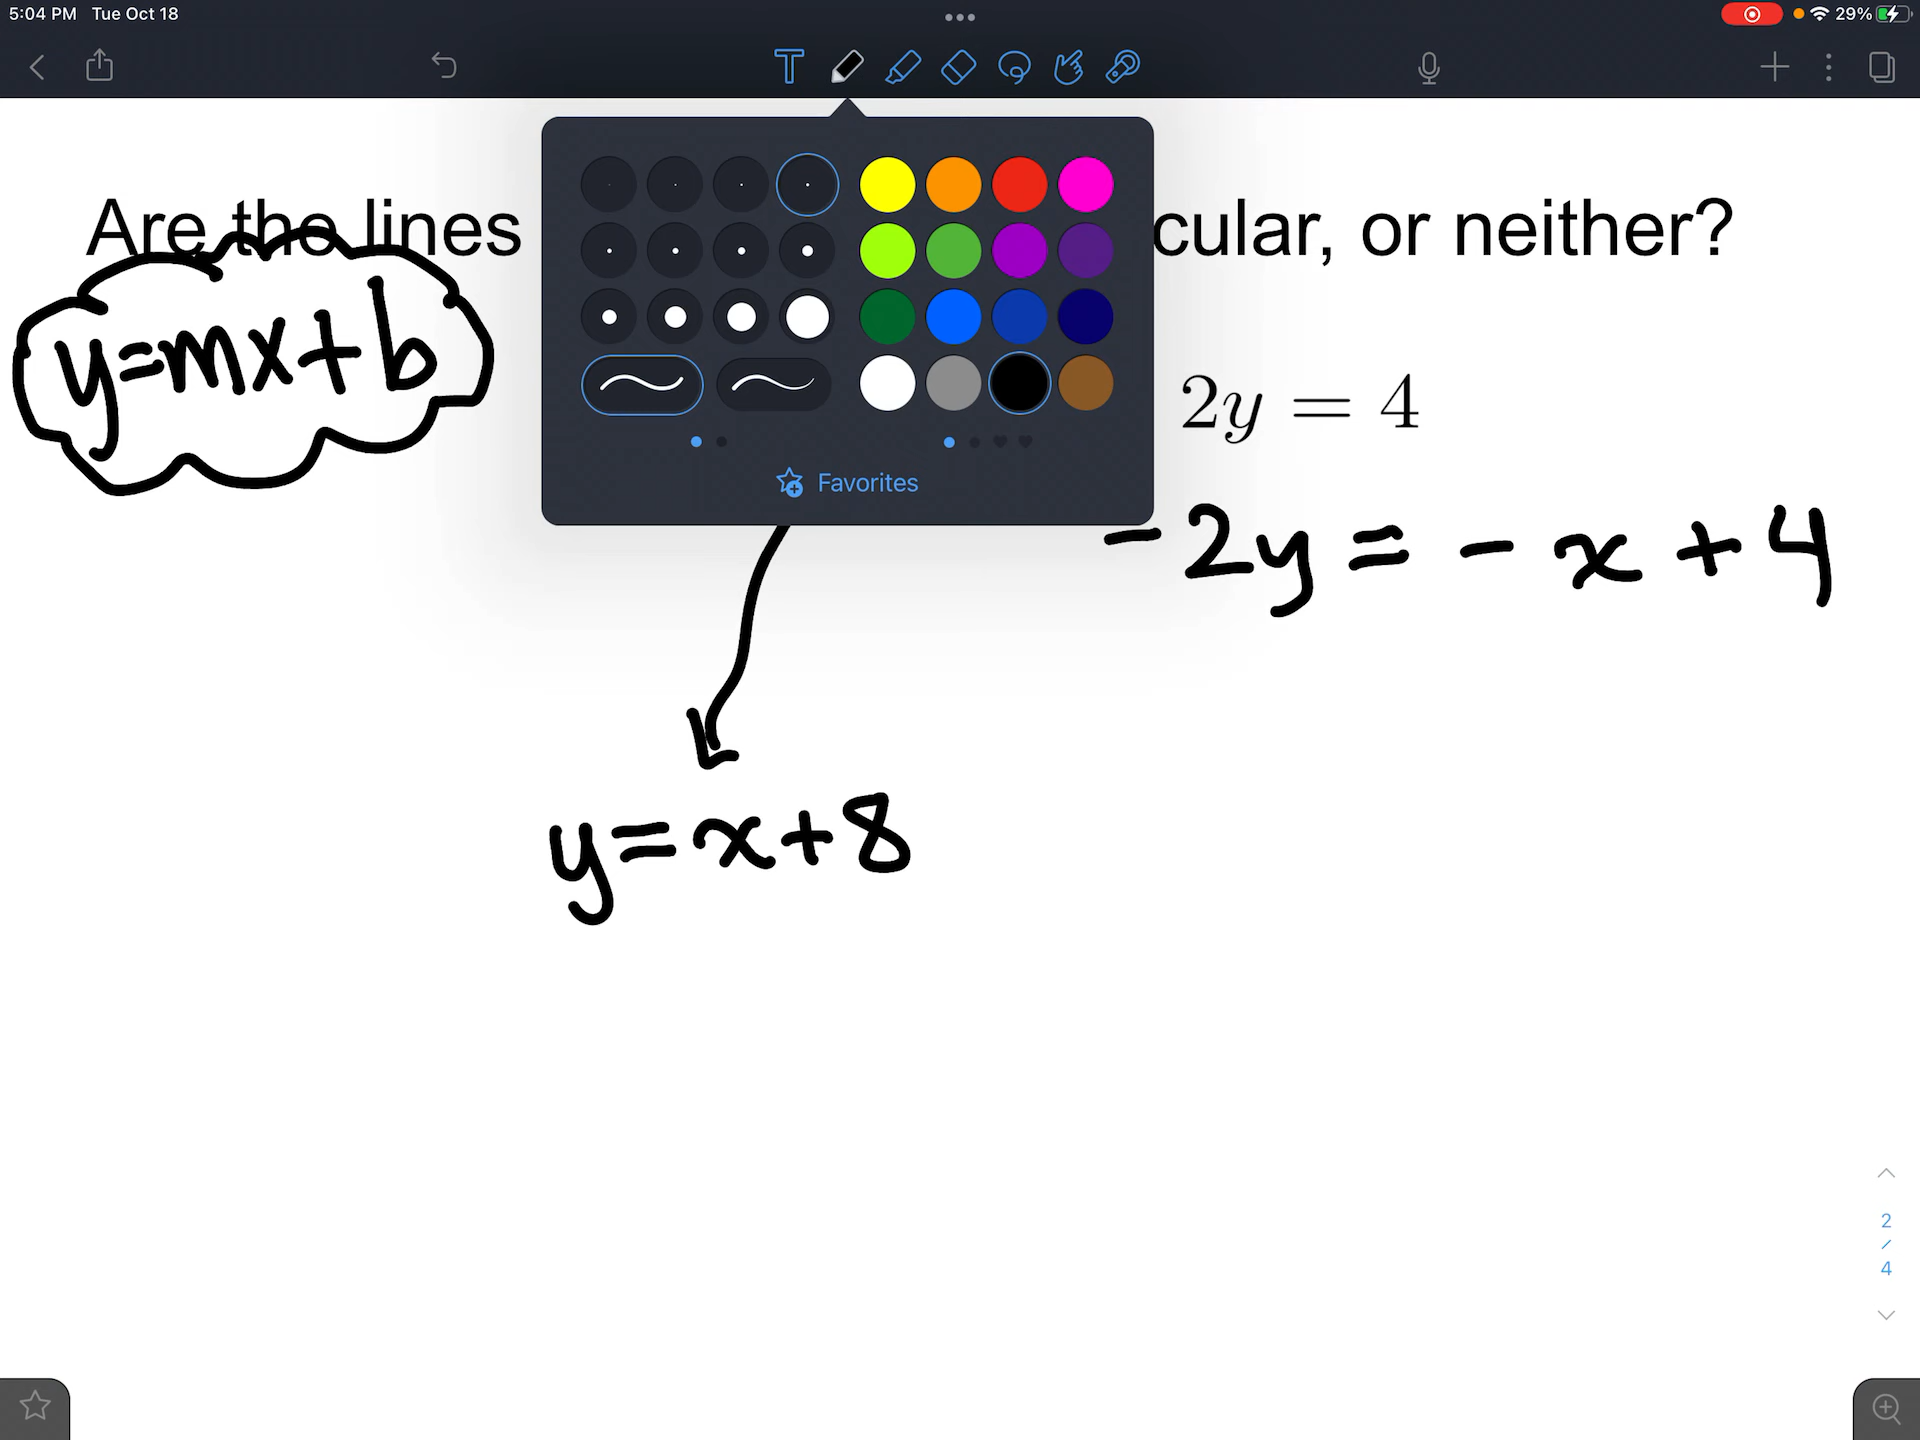 5:04 PM Tue Oct 18
29%
Are the lines cular, or neither?
y=mx+b
2y = 4
Favorites
-2y = - x + 4
y=x+8
2
/
4